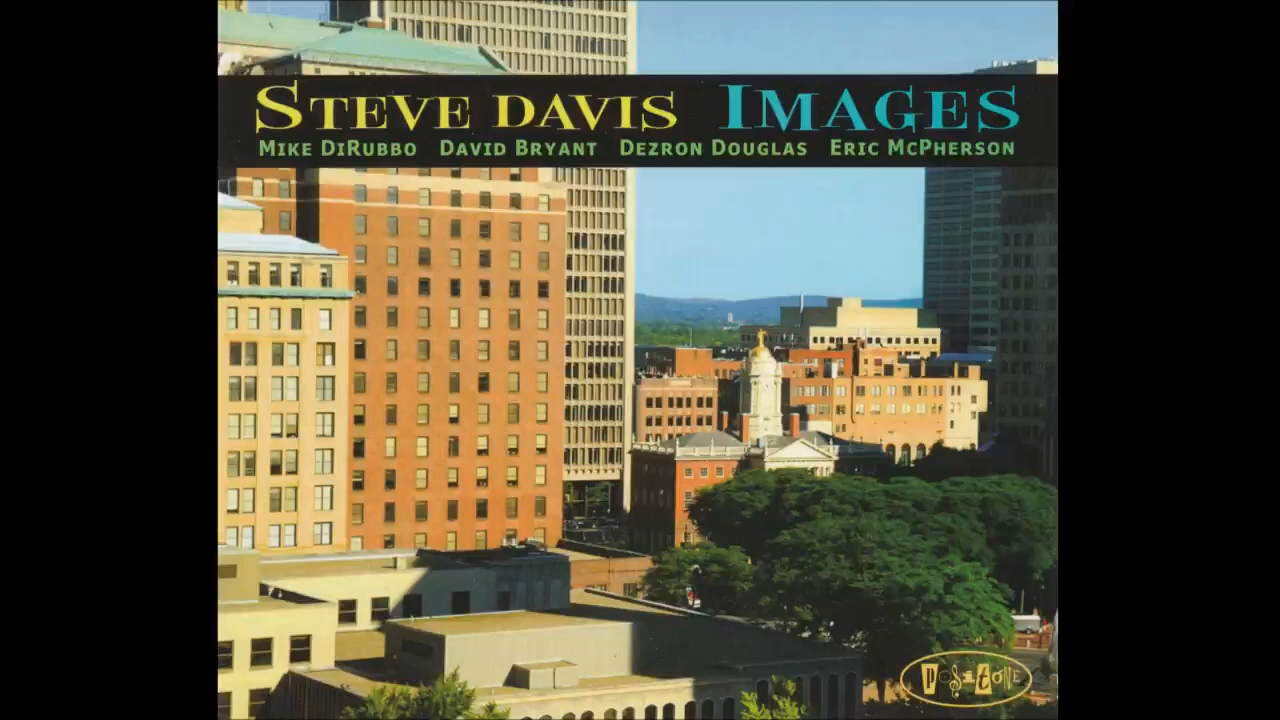 STEVE DAVIS IMAGES
MIKE DIRUBBO DAVID BRYANT DEZRON DOUGLAS ERIC MCPHERSON
POSITONE